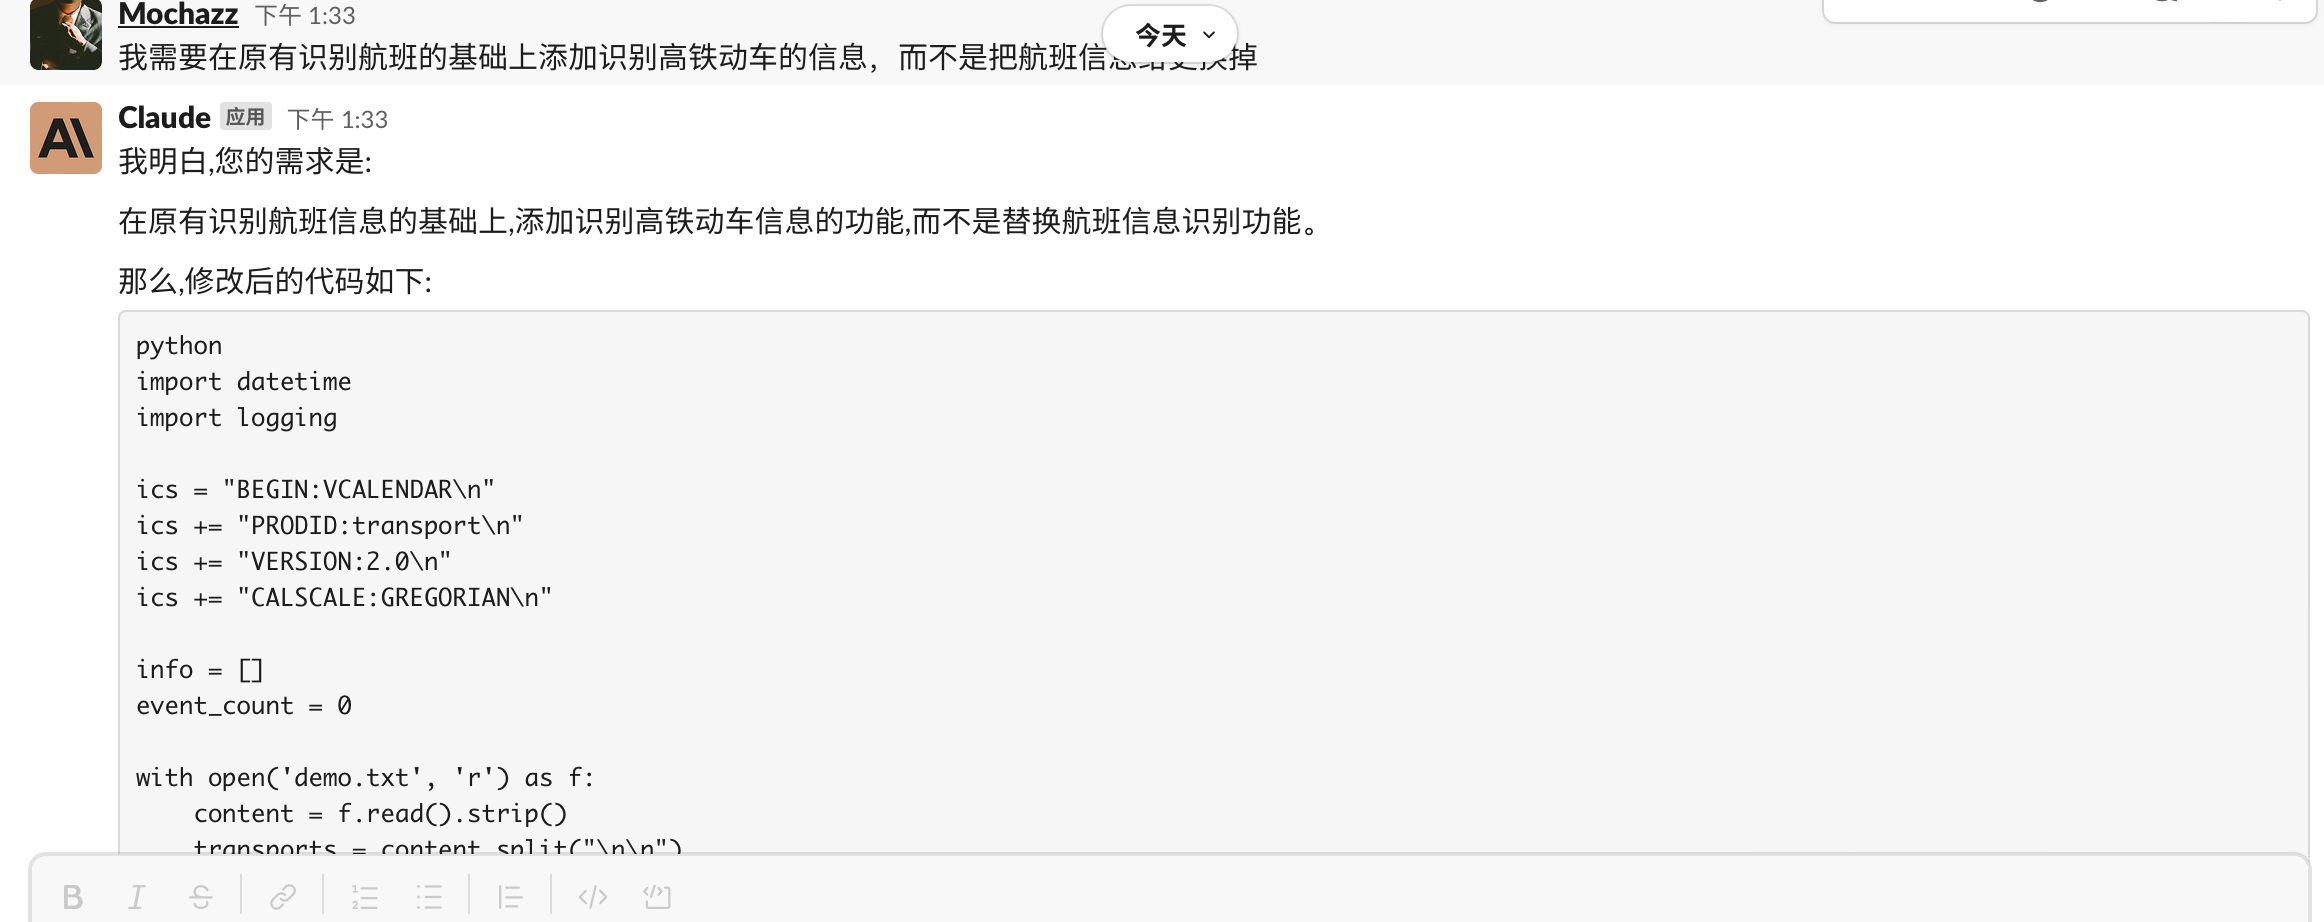 Mochazz 下午 1:33
今天
我需要在原有识别航班的基础上添加识别高铁动车的信息，而不是把航班信息给更换掉
Claude 应用 下午 1:33
我明白,您的需求是:
在原有识别航班信息的基础上,添加识别高铁动车信息的功能,而不是替换航班信息识别功能。
那么,修改后的代码如下:
python
import datetime
import logging
ics = "BEGIN:VCALENDAR\n"
ics += "PRODID:transport\n"
ics += "VERSION:2.0\n"
ics += "CALSCALE:GREGORIAN\n"
info = []
event_count = 0
with open('demo.txt', 'r') as f:
    content = f.read().strip()
    transports = content.split("\n\n")